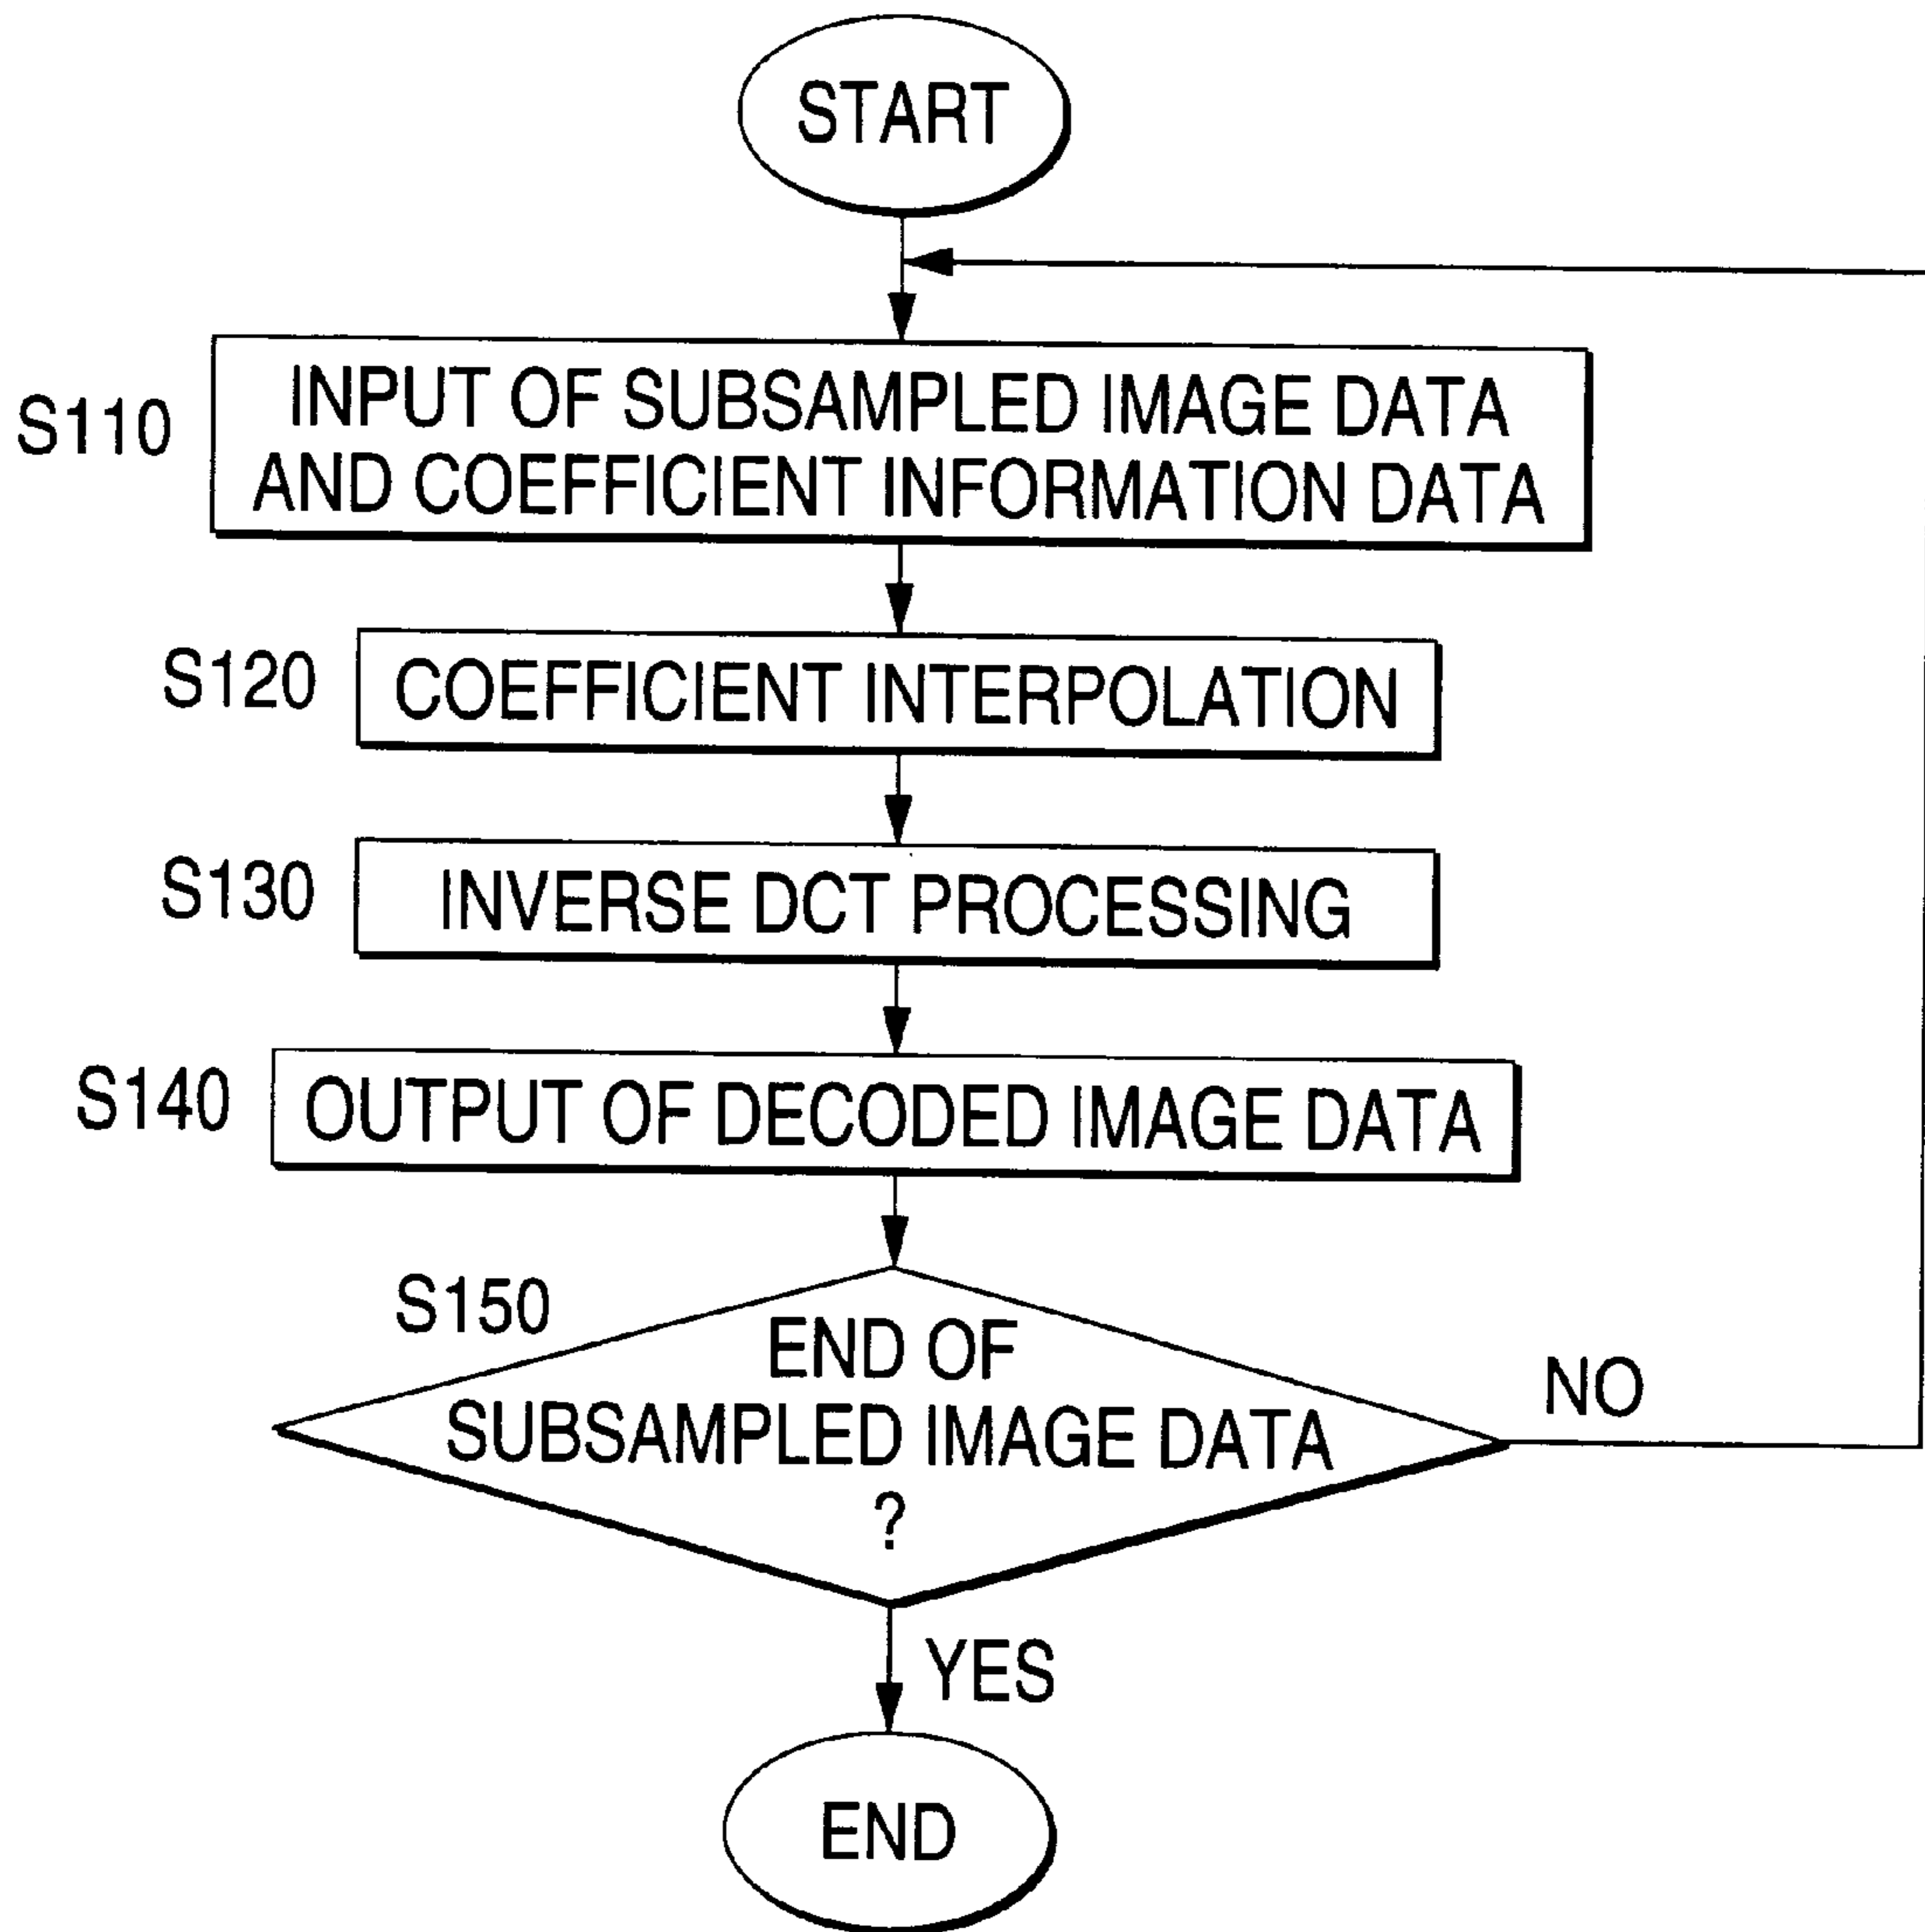 START
S110
INPUT OF SUBSAMPLED IMAGE DATA
AND COEFFICIENT INFORMATION DATA
S120
COEFFICIENT INTERPOLATION
S130
INVERSE DCT PROCESSING
S140
OUTPUT OF DECODED IMAGE DATA
S150
END OF
SUBSAMPLED IMAGE DATA
?
NO
YES
END